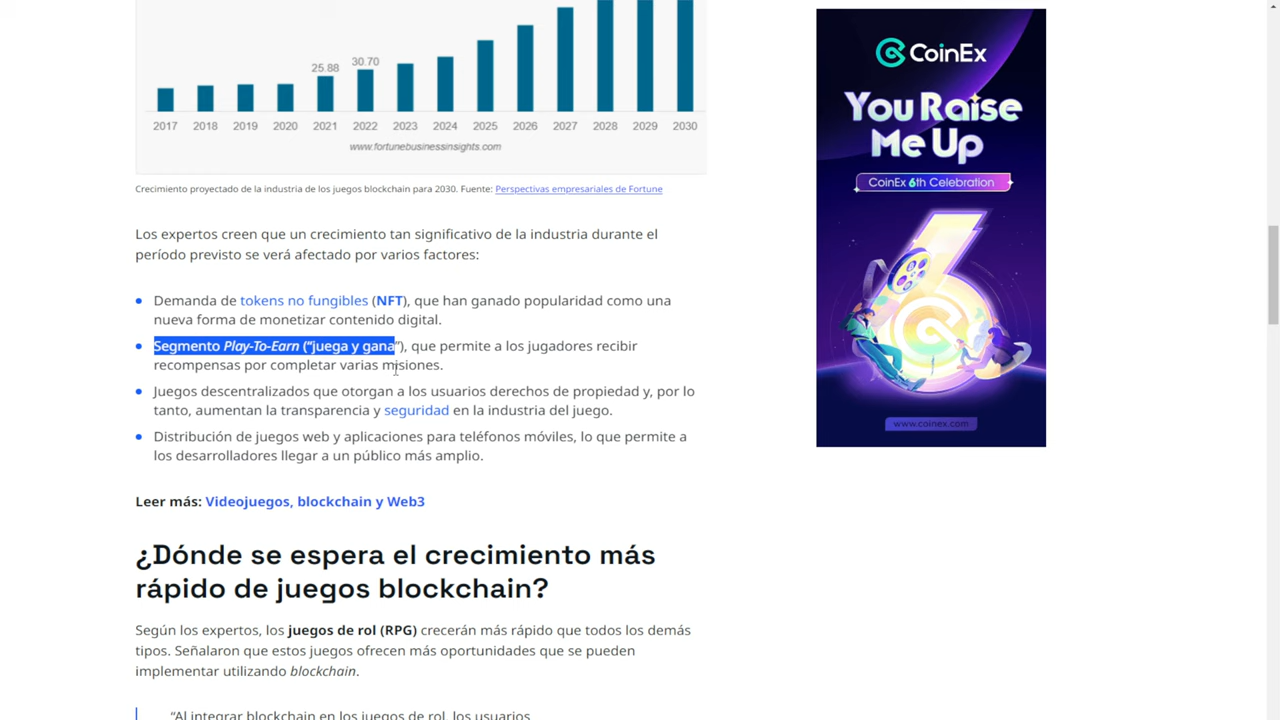 25.88
30.70
2017 2018 2019 2020 2021 2022 2023 2024 2025 2026 2027 2028 2029 2030
www.fortunebusinessinsights.com
Crecimiento proyectado de la industria de los juegos blockchain para 2030. Fuente: Perspectivas empresariales de Fortune
Los expertos creen que un crecimiento tan significativo de la industria durante el
período previsto se verá afectado por varios factores:
Demanda de tokens no fungibles (NFT), que han ganado popularidad como una
nueva forma de monetizar contenido digital.
Segmento Play-To-Earn (“juega y gana“), que permite a los jugadores recibir
recompensas por completar varias misiones.
Juegos descentralizados que otorgan a los usuarios derechos de propiedad y, por lo
tanto, aumentan la transparencia y seguridad en la industria del juego.
Distribución de juegos web y aplicaciones para teléfonos móviles, lo que permite a
los desarrolladores llegar a un público más amplio.
Leer más: Videojuegos, blockchain y Web3
¿Dónde se espera el crecimiento más
rápido de juegos blockchain?
Según los expertos, los juegos de rol (RPG) crecerán más rápido que todos los demás
tipos. Señalaron que estos juegos ofrecen más oportunidades que se pueden
implementar utilizando blockchain.
“Al integrar blockchain en los juegos de rol, los usuarios
CoinEx
You Raise
Me Up
CoinEx 6th Celebration
6
www.coinex.com